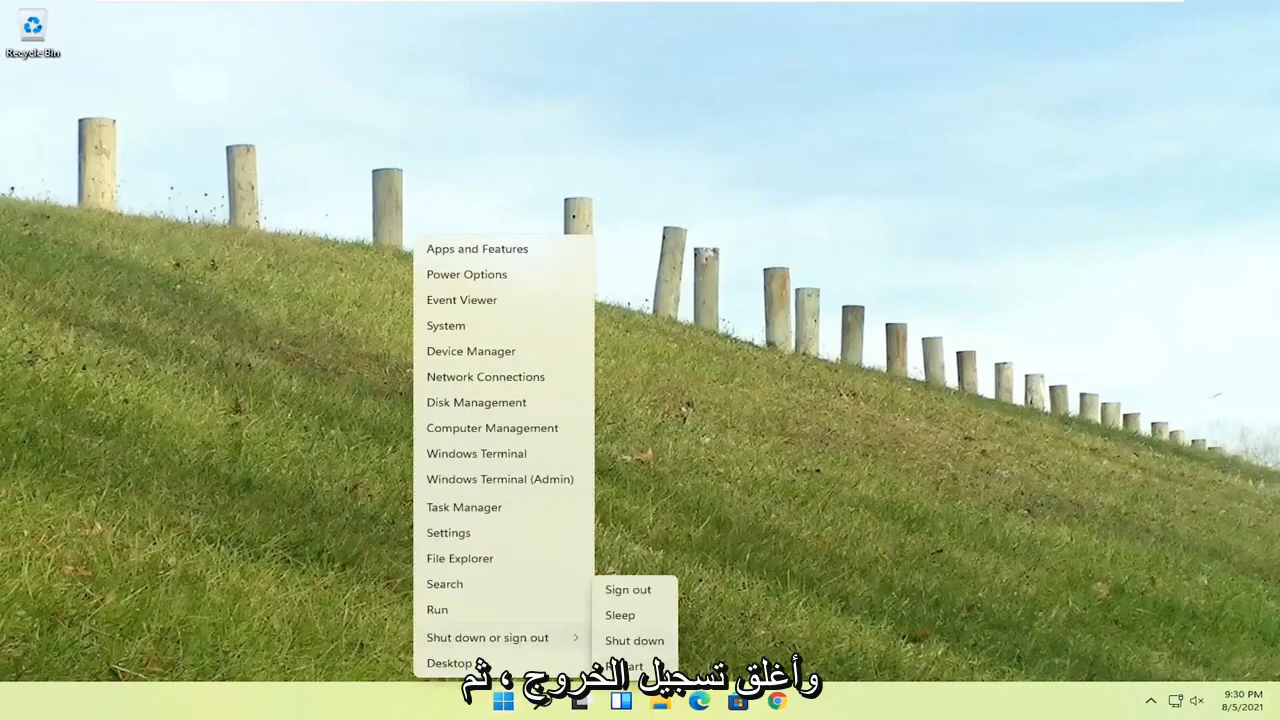 Recycle Bin
Apps and Features
Power Options
Event Viewer
System
Device Manager
Network Connections
Disk Management
Computer Management
Windows Terminal
Windows Terminal (Admin)
Task Manager
Settings
File Explorer
Search
Run
Shut down or sign out
Desktop
Sign out
Sleep
Shut down
وأغلق تسجيل الخروج ، ثم
9:30 PM
8/5/2021